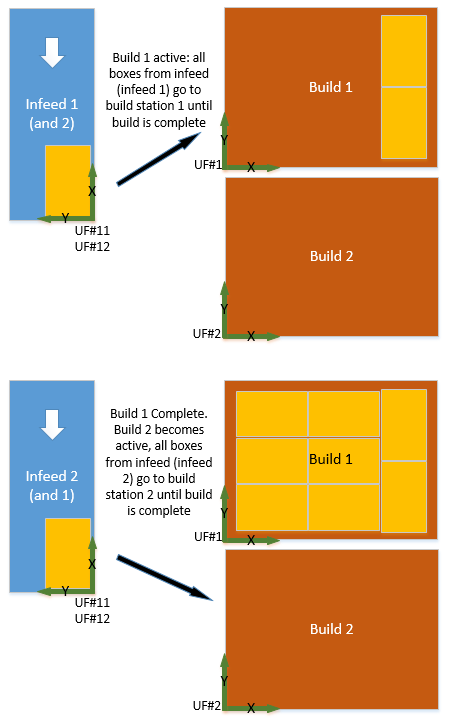 Infeed 1
(and 2)
X
Y
UF#11
UF#12
Build 1 active: all
boxes from infeed
(infeed 1) go to
build station 1 until
build is complete
Build 1
Y
UF#1
X
Build 2
Y
UF#2
X
Infeed 2
(and 1)
X
Y
UF#11
UF#12
Build 1 Complete.
Build 2 becomes
active, all boxes
from infeed (infeed
2) go to build
station 2 until build
is complete
Build 1
Y
UF#1
X
Build 2
Y
UF#2
X